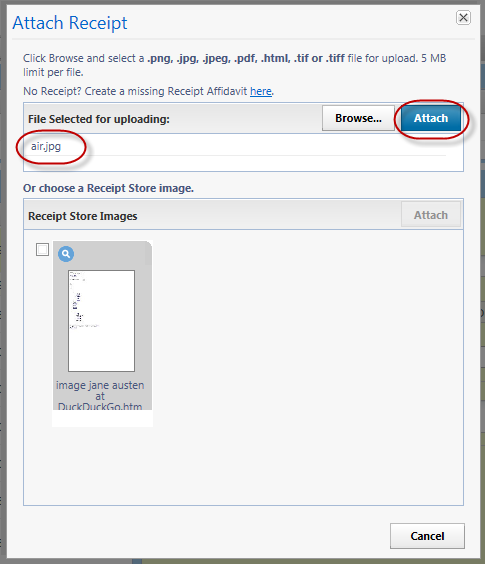 Attach Receipt
Click Browse and select a .png, .jpg, .jpeg, .pdf, .html, .tif or .tiff file for upload. 5 MB
limit per file.
No Receipt? Create a missing Receipt Affidavit here.
File Selected for uploading:
Browse...
Attach
air.jpg
Or choose a Receipt Store image.
Receipt Store Images
Attach
image jane austen
at
DuckDuckGo.htm
Cancel